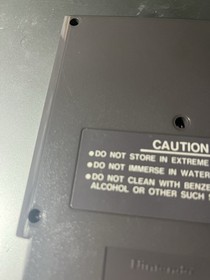 CAUTION
●DO NOT STORE IN EXTREME
●DO NOT IMMERSE IN WATER
●DO NOT CLEAN WITH BENZE
ALCOHOL OR OTHER SUCH
Nintendo